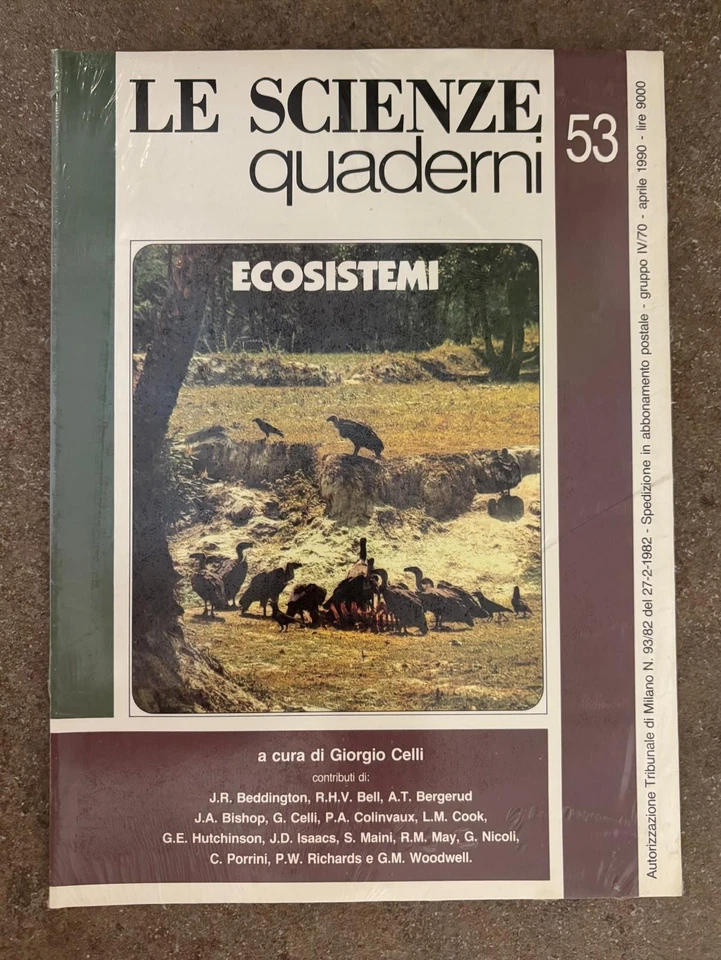 LE SCIENZE
quaderni
53
ECOSISTEMI
a cura di Giorgio Celli
contributi di:
J.R. Beddington, R.H.V. Bell, A.T. Bergerud
J.A. Bishop, G. Celli, P.A. Colinvaux, L.M. Cook,
G.E. Hutchinson, J.D. Isaacs, S. Maini, R.M. May, G. Nicoli,
C. Porrini, P.W. Richards e G.M. Woodwell.
Autorizzazione Tribunale di Milano N. 93/82 del 27-2-1982 - Spedizione in abbonamento postale - gruppo IV/70 - aprile 1990 - lire 9000